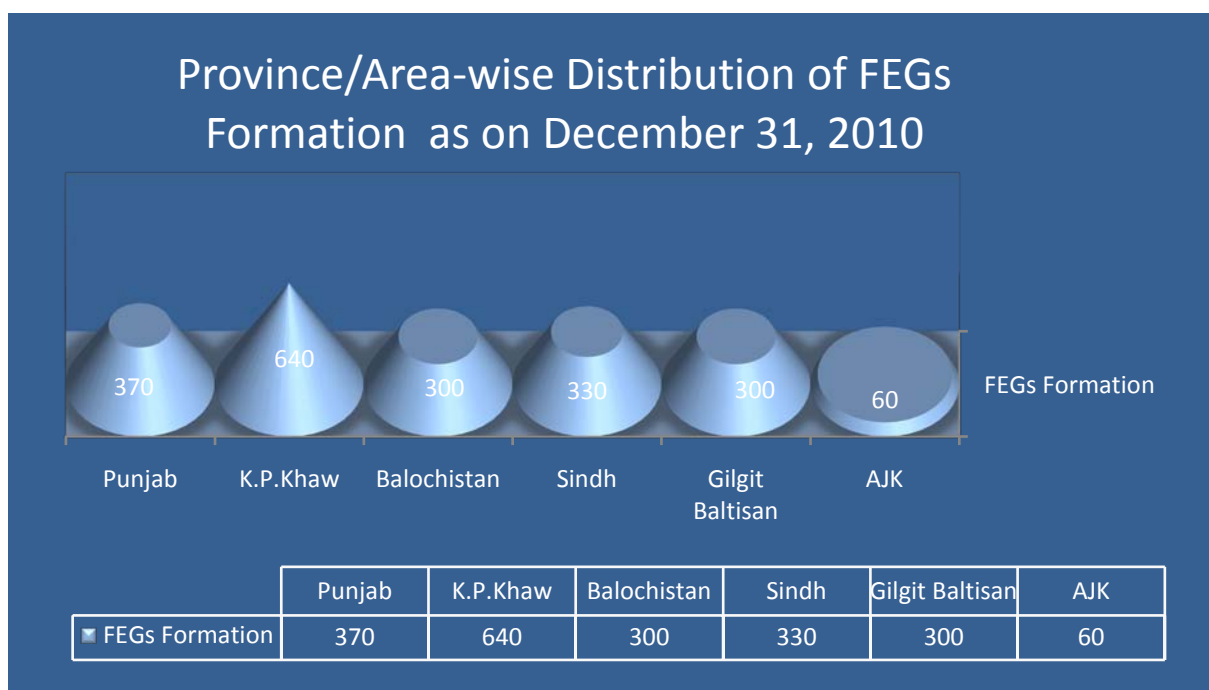 Province/Area-wise Distribution of FEGs
Formation as on December 31, 2010
370
640
300
330
300
60
FEGs Formation
Punjab K.P.Khaw Balochistan Sindh Gilgit Baltisan AJK
Punjab K.P.Khaw Balochistan Sindh Gilgit Baltisan AJK
FEGs Formation 370 640 300 330 300 60